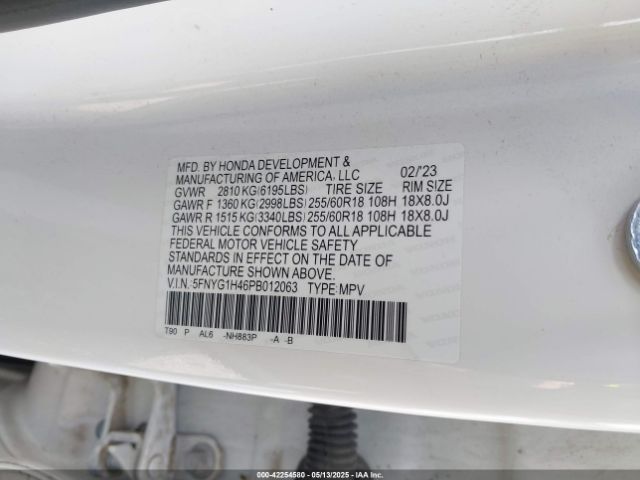 MFD. BY HONDA DEVELOPMENT &
MANUFACTURING OF AMERICA, LLC 02/'23
GVWR 2810 KG(6195LBS) TIRE SIZE RIM SIZE
GAWR F 1360 KG(2998LBS) 255/60R18 108H 18X8.0J
GAWR R 1515 KG(3340LBS) 255/60R18 108H 18X8.0J
THIS VEHICLE CONFORMS TO ALL APPLICABLE
FEDERAL MOTOR VEHICLE SAFETY
STANDARDS IN EFFECT ON THE DATE OF
MANUFACTURE SHOWN ABOVE.
V.I.N.:5FNYG1H46PB012063 TYPE:MPV
T90 P AL6 -NH883P -A -B
000-42254580 - 05/13/2025 - IAAI COPYRIGHT